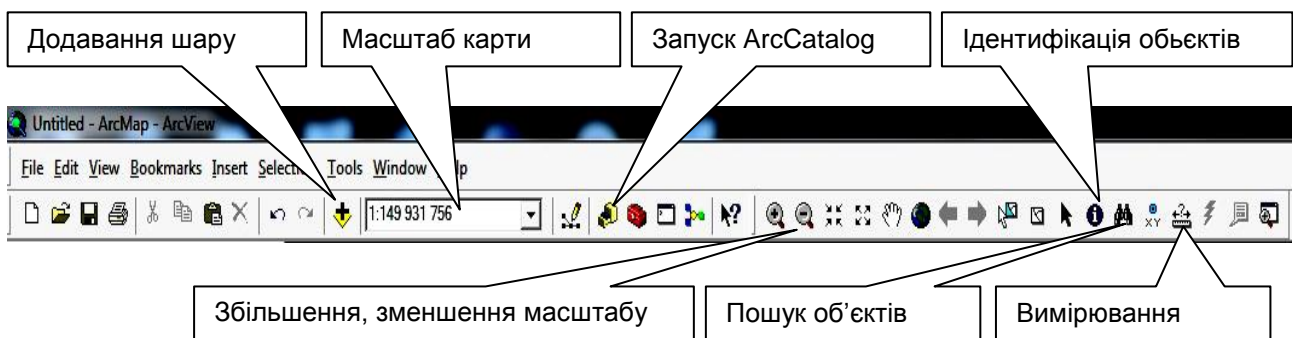 Додавання шару
Масштаб карти
Запуск ArcCatalog
Ідентифікація обьєктів
Untitled - ArcMap - ArcView
File Edit View Bookmarks Insert Tools Window
1:149 931 756
XY
Збільшення, зменшення масштабу
Пошук об’єктів
Вимірювання